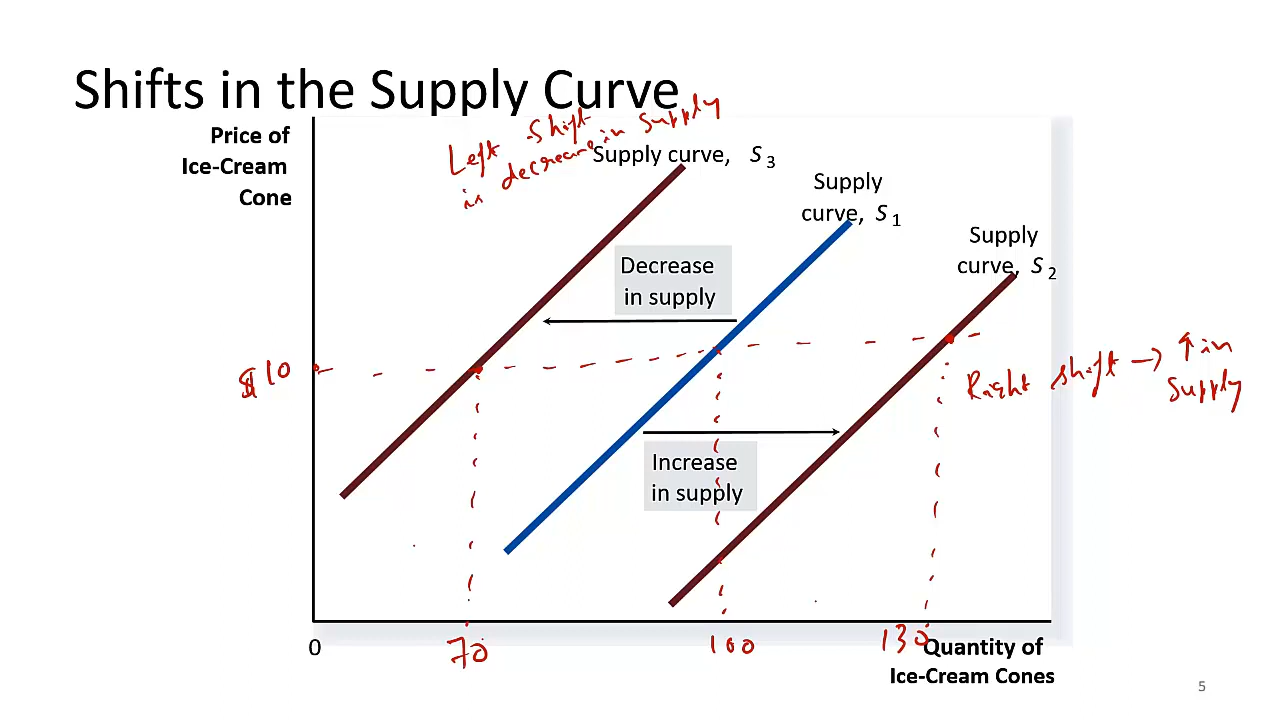 Shifts in the Supply Curve
Price of
Ice-Cream
Cone
Left shift
is decrease in supply
Supply curve, S3
Supply
curve, S1
Supply
curve, S2
Decrease
in supply
$10
Right shift → ↑ in
supply
Increase
in supply
0
70
100
130
Quantity of
Ice-Cream Cones
5